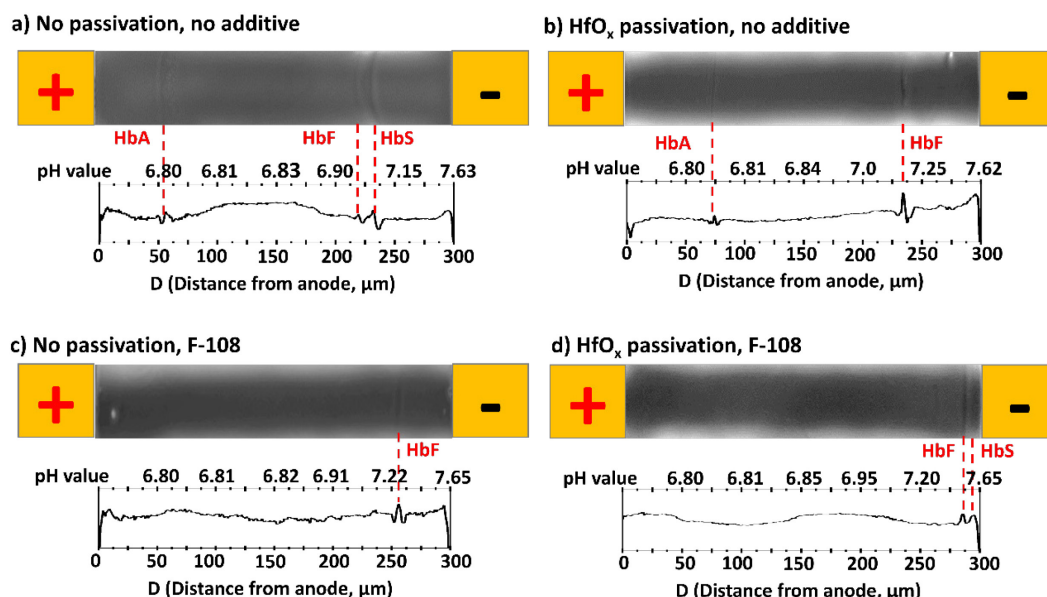 a) No passivation, no additive
+
-
HbA
HbF
HbS
pH value 6.80 6.81 6.83 6.90 7.15 7.63
0 50 100 150 200 250 300
D (Distance from anode, µm)
b) HfOₓ passivation, no additive
+
-
HbA
HbF
pH value 6.80 6.81 6.84 7.0 7.25 7.62
0 50 100 150 200 250 300
D (Distance from anode, µm)
c) No passivation, F-108
+
-
HbF
pH value 6.80 6.81 6.82 6.91 7.22 7.65
0 50 100 150 200 250 300
D (Distance from anode, µm)
d) HfOₓ passivation, F-108
+
-
HbF
HbS
pH value 6.80 6.81 6.85 6.95 7.20 7.65
0 50 100 150 200 250 300
D (Distance from anode, µm)